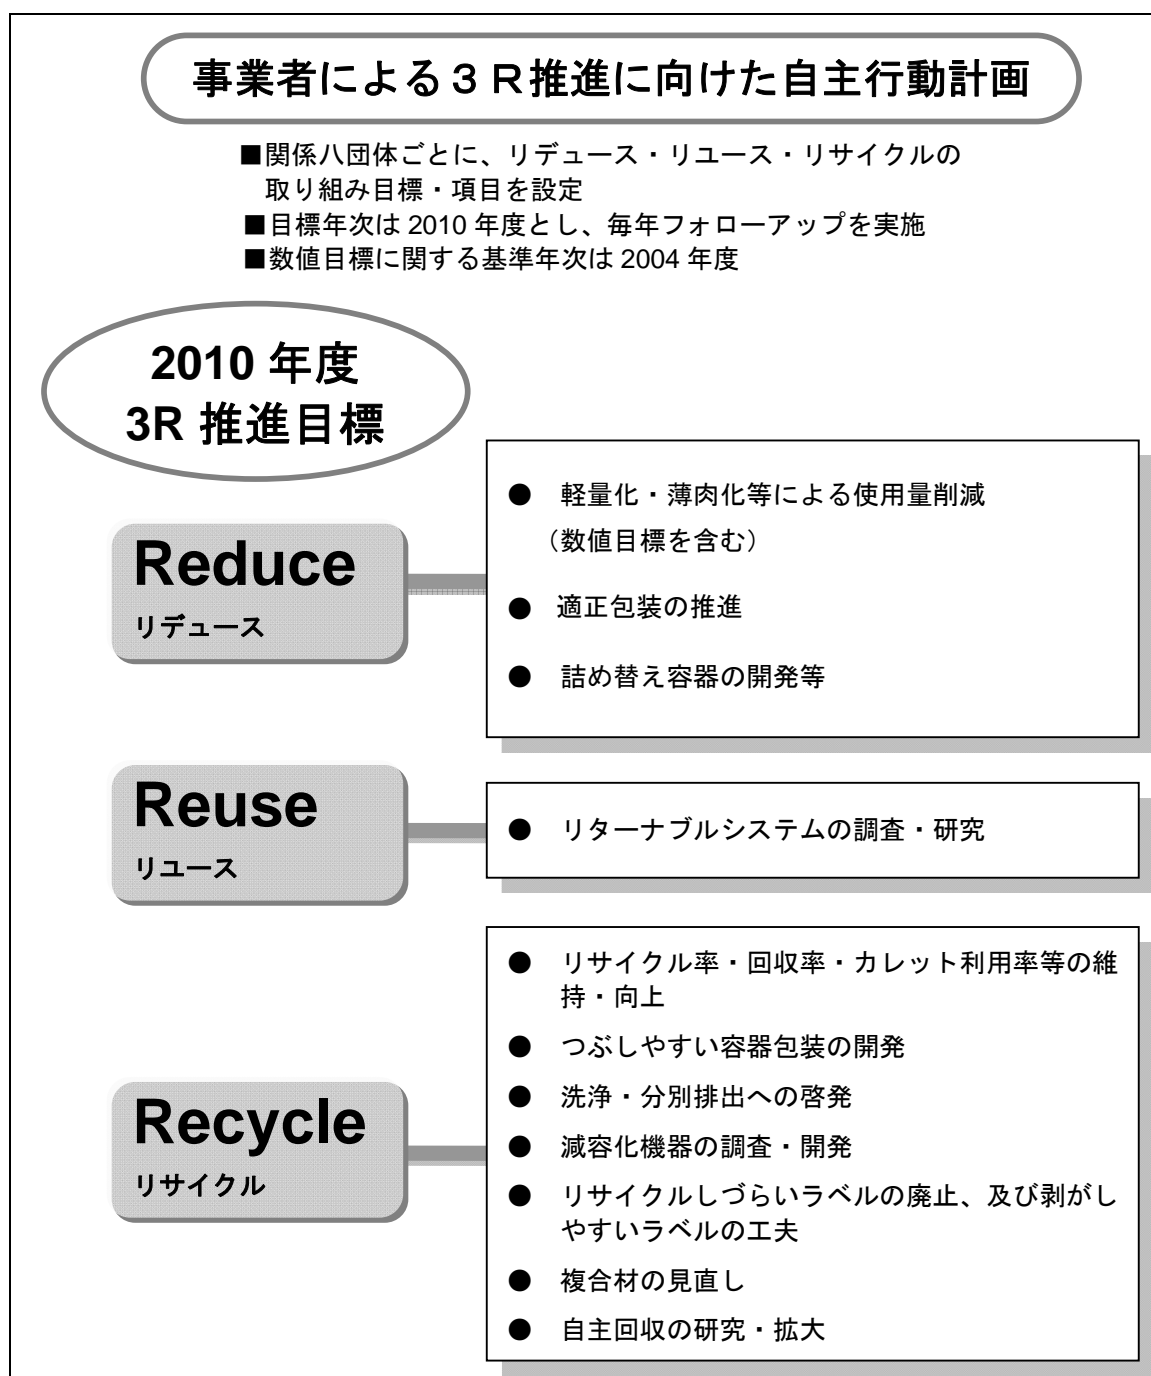 事業者による３Ｒ推進に向けた自主行動計画
■関係八団体ごとに、リデュース・リユース・リサイクルの
取り組み目標・項目を設定
■目標年次は 2010 年度とし、毎年フォローアップを実施
■数値目標に関する基準年次は 2004 年度
2010 年度
3R 推進目標
Reduce
リデュース
● 軽量化・薄肉化等による使用量削減
（数値目標を含む）
● 適正包装の推進
● 詰め替え容器の開発等
Reuse
リユース
● リターナブルシステムの調査・研究
Recycle
リサイクル
● リサイクル率・回収率・カレット利用率等の維
持・向上
● つぶしやすい容器包装の開発
● 洗浄・分別排出への啓発
● 減容化機器の調査・開発
● リサイクルしづらいラベルの廃止、及び剥がし
やすいラベルの工夫
● 複合材の見直し
● 自主回収の研究・拡大